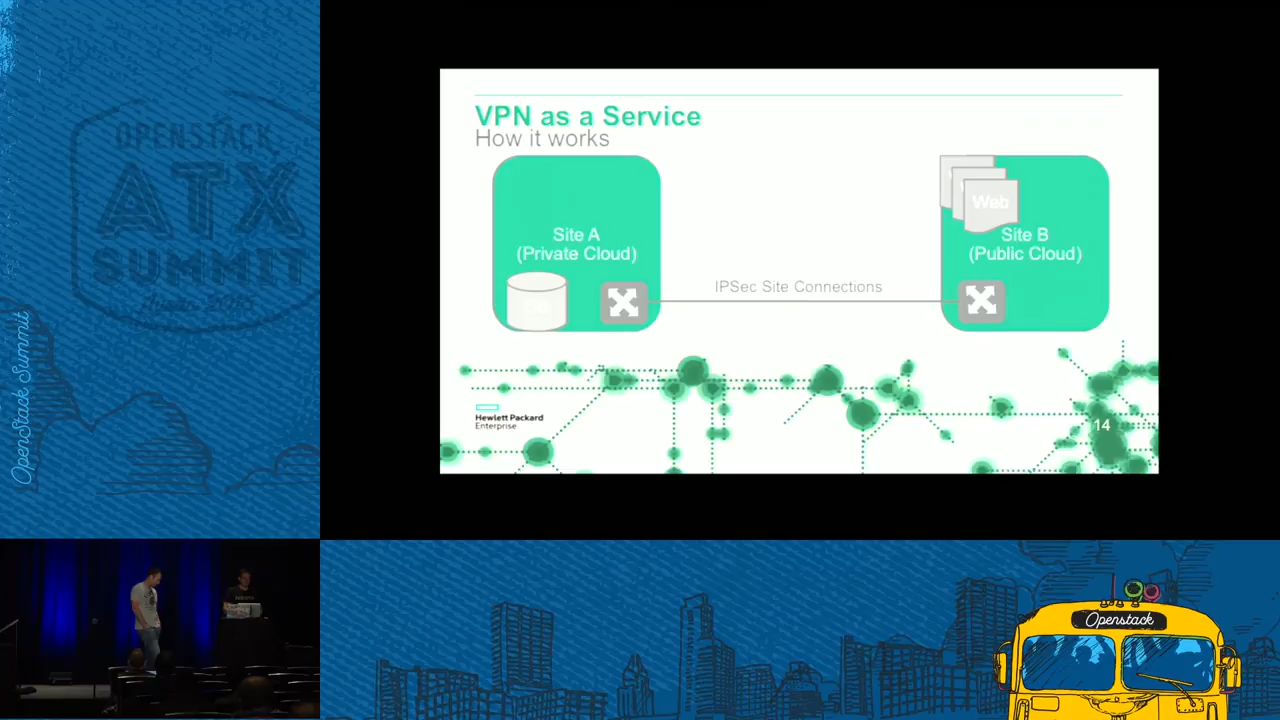 OPENSTACK
ATX
SUMMIT
OpenStack Summit
VPN as a Service
How it works
Site A
(Private Cloud)
Web
Site B
(Public Cloud)
IPSec Site Connections
Hewlett Packard
Enterprise
14
Openstack